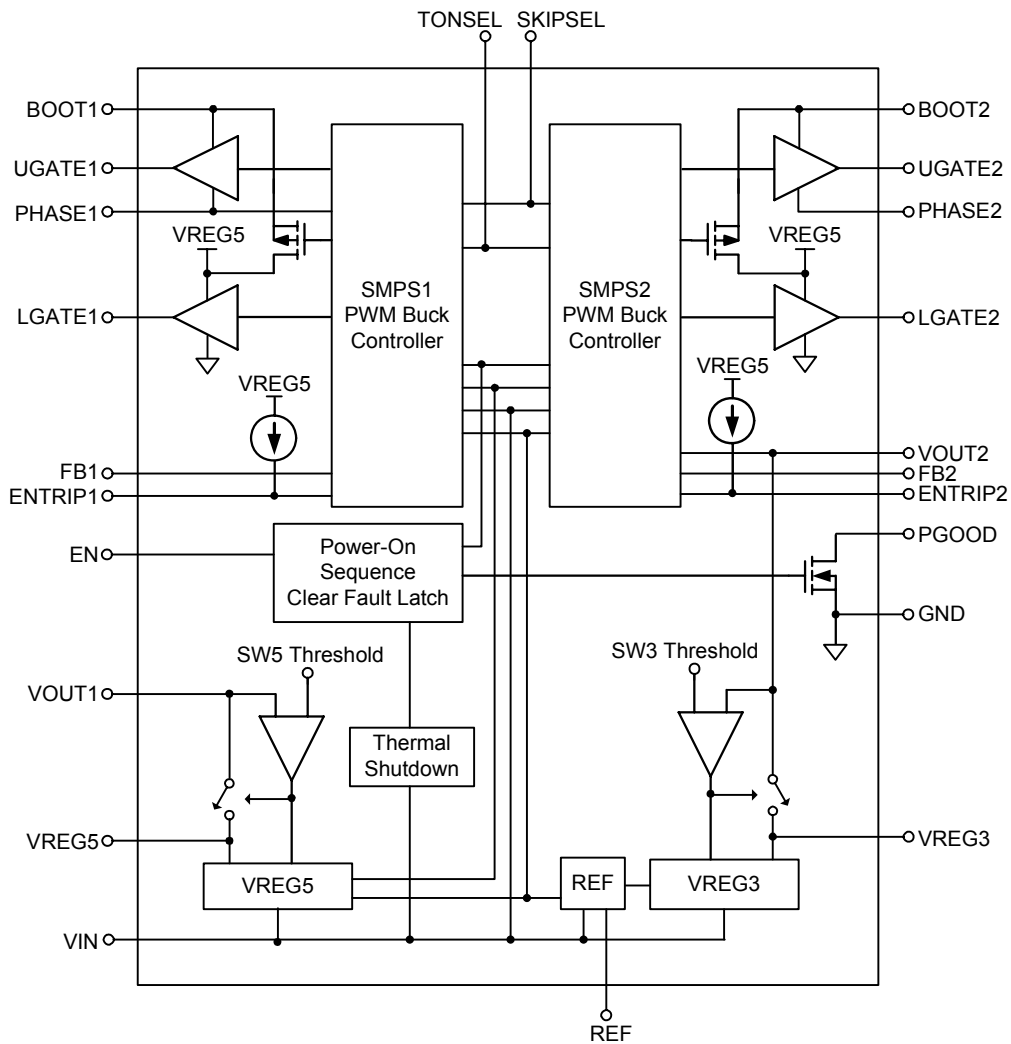 TONSEL SKIPSEL
BOOT1
BOOT2
UGATE1
UGATE2
PHASE1
PHASE2
VREG5
VREG5
SMPS1
PWM Buck
Controller
SMPS2
PWM Buck
Controller
LGATE1
LGATE2
VREG5
VREG5
VOUT2
FB1
FB2
ENTRIP1
ENTRIP2
PGOOD
EN
Power-On
Sequence
Clear Fault Latch
GND
SW5 Threshold
SW3 Threshold
VOUT1
Thermal
Shutdown
VREG5
VREG3
VREG5
REF
VREG3
VIN
REF